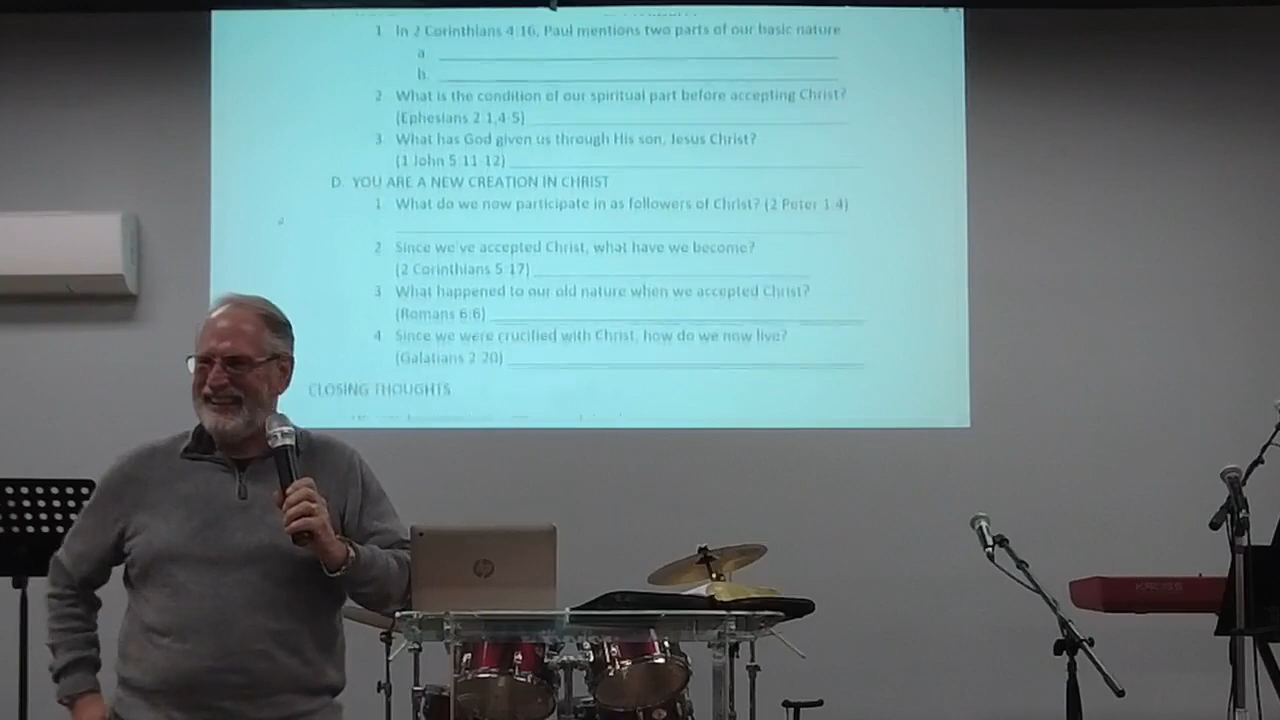 1. In 2 Corinthians 4:16, Paul mentions two parts of our basic nature
a.
b.
2. What is the condition of our spiritual part before accepting Christ?
(Ephesians 2:1,4-5)
3. What has God given us through His son, Jesus Christ?
(1 John 5:11-12)
D. YOU ARE A NEW CREATION IN CHRIST
1. What do we now participate in as followers of Christ? (2 Peter 1:4)
2. Since we've accepted Christ, what have we become?
(2 Corinthians 5:17)
3. What happened to our old nature when we accepted Christ?
(Romans 6:6)
4. Since we were crucified with Christ, how do we now live?
(Galatians 2:20)
CLOSING THOUGHTS
hp
KROSS